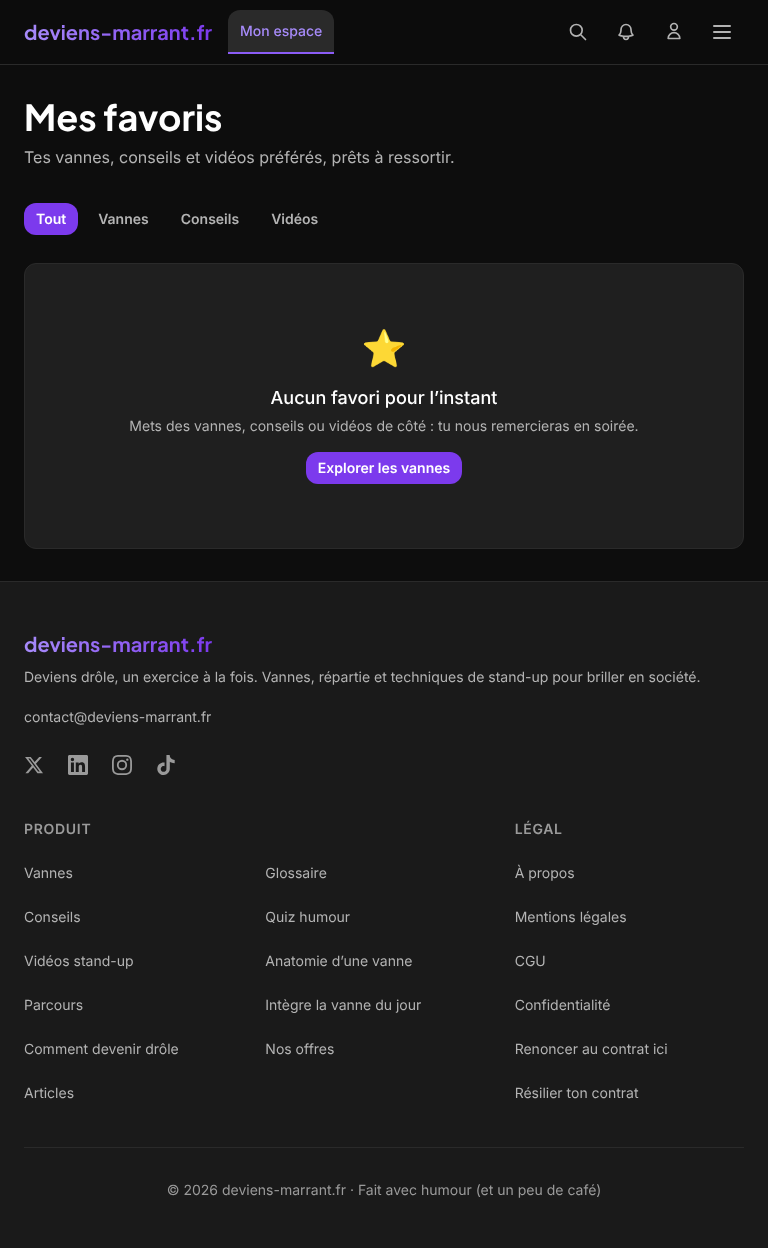 deviens-marrant.fr
Mon espace
Mes favoris
Tes vannes, conseils et vidéos préférés, prêts à ressortir.
Tout
Vannes
Conseils
Vidéos
Aucun favori pour l’instant
Mets des vannes, conseils ou vidéos de côté : tu nous remercieras en soirée.
Explorer les vannes
deviens-marrant.fr
Deviens drôle, un exercice à la fois. Vannes, répartie et techniques de stand-up pour briller en société.
contact@deviens-marrant.fr
PRODUIT
Vannes
Conseils
Vidéos stand-up
Parcours
Comment devenir drôle
Articles
Glossaire
Quiz humour
Anatomie d’une vanne
Intègre la vanne du jour
Nos offres
LÉGAL
À propos
Mentions légales
CGU
Confidentialité
Renoncer au contrat ici
Résilier ton contrat
© 2026 deviens-marrant.fr · Fait avec humour (et un peu de café)